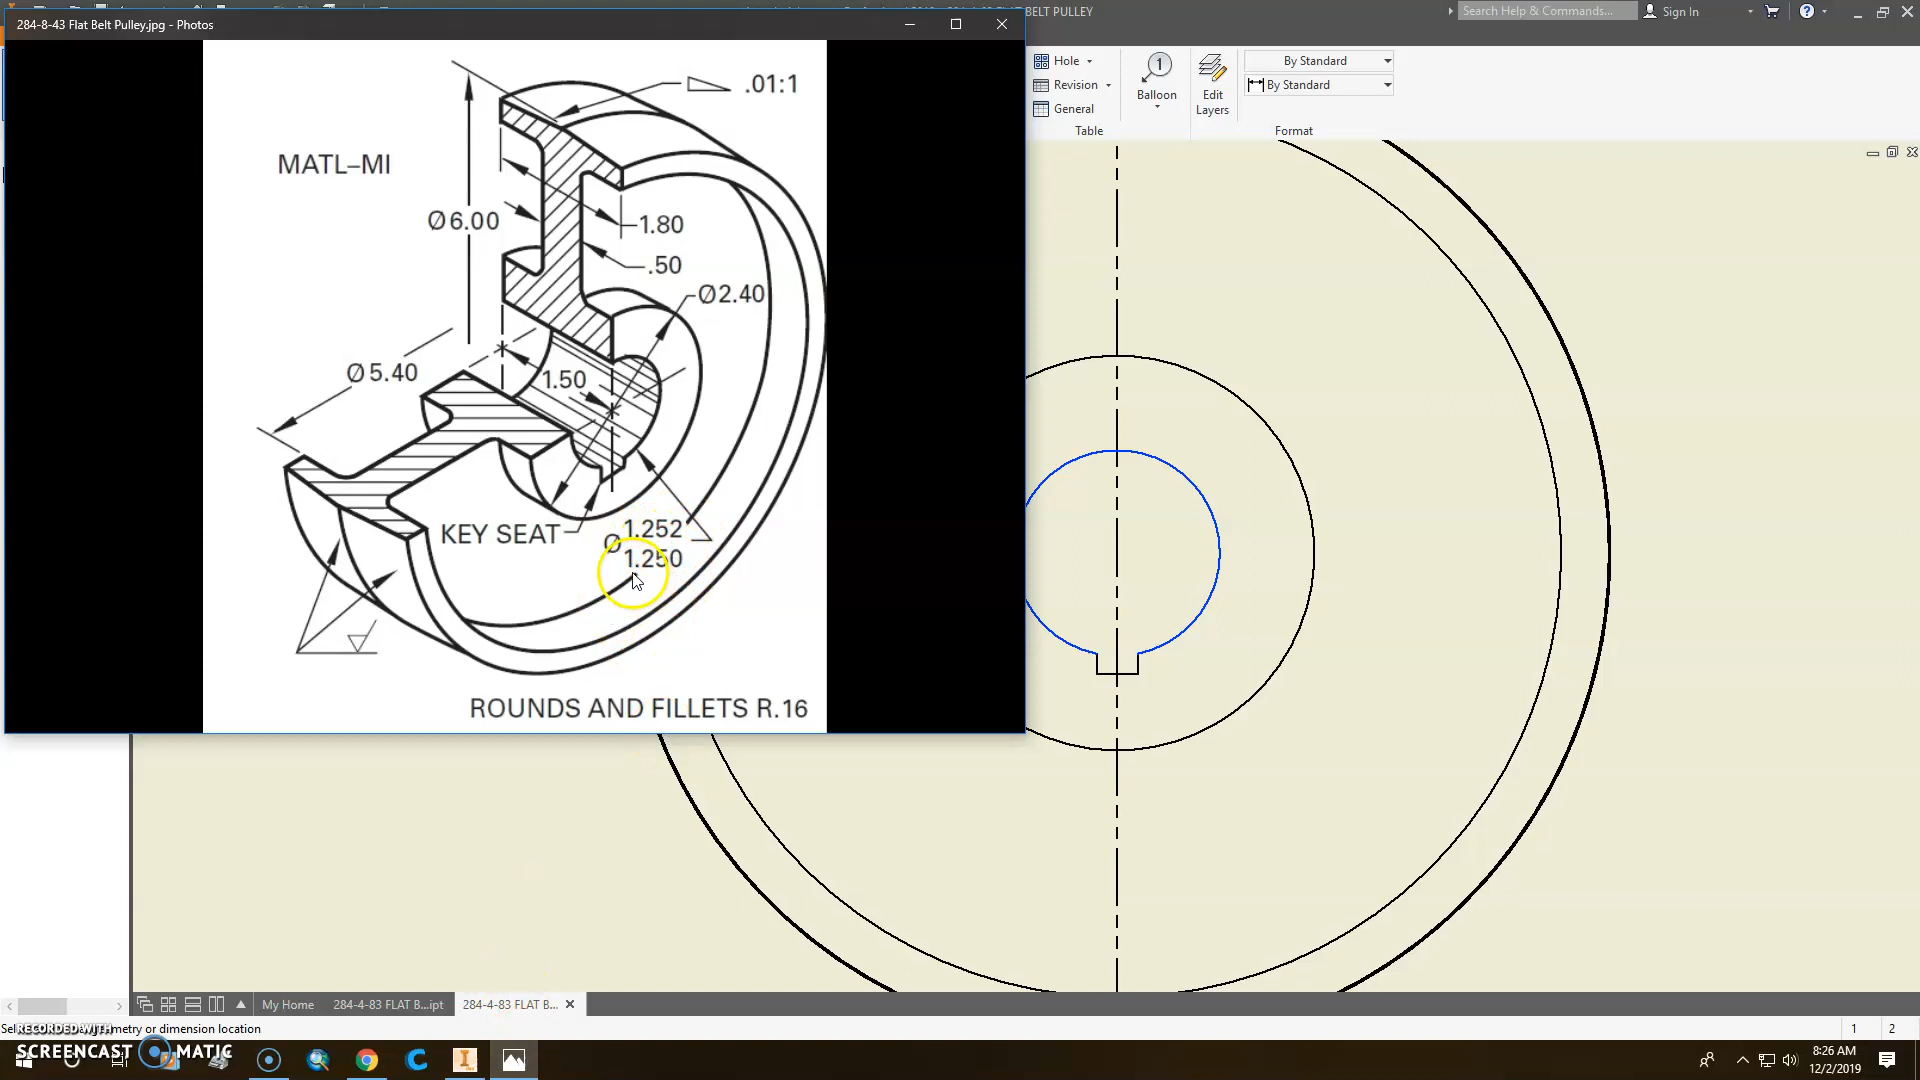 284-8-43 Flat Belt Pulley.jpg - Photos
BELT PULLEY
Search Help & Commands...
Sign In
Hole
Revision
General
Table
1
Balloon
Edit
Layers
By Standard
By Standard
Format
.01:1
MATL–MI
Ø6.00
1.80
.50
Ø2.40
Ø5.40
1.50
KEY SEAT
Ø 1.252
1.250
ROUNDS AND FILLETS R.16
My Home
284-4-83 FLAT B...ipt
284-4-83 FLAT B...
metry or dimension location
1
2
RECORDED WITH
SCREENCAST MATIC
8:26 AM
12/2/2019